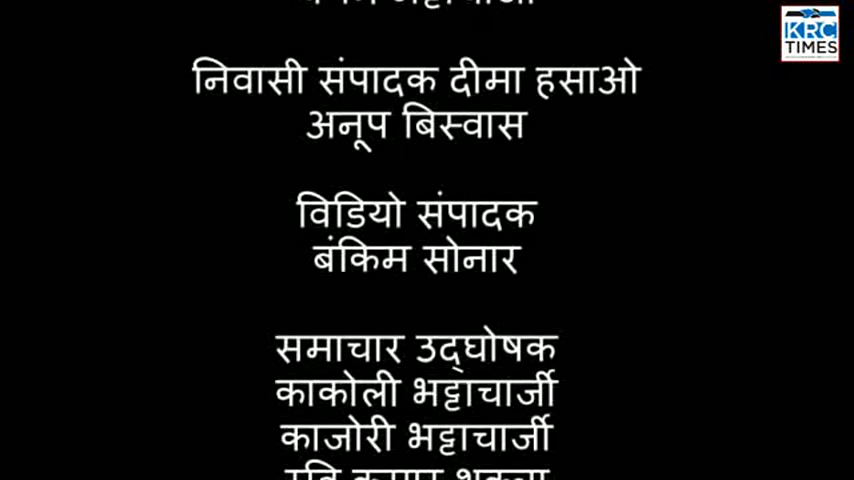 KRC
TIMES
निवासी संपादक दीमा हसाओ
अनूप बिस्वास
विडियो संपादक
बंकिम सोनार
समाचार उद्‌घोषक
काकोली भट्टाचार्जी
काजोरी भट्टाचार्जी